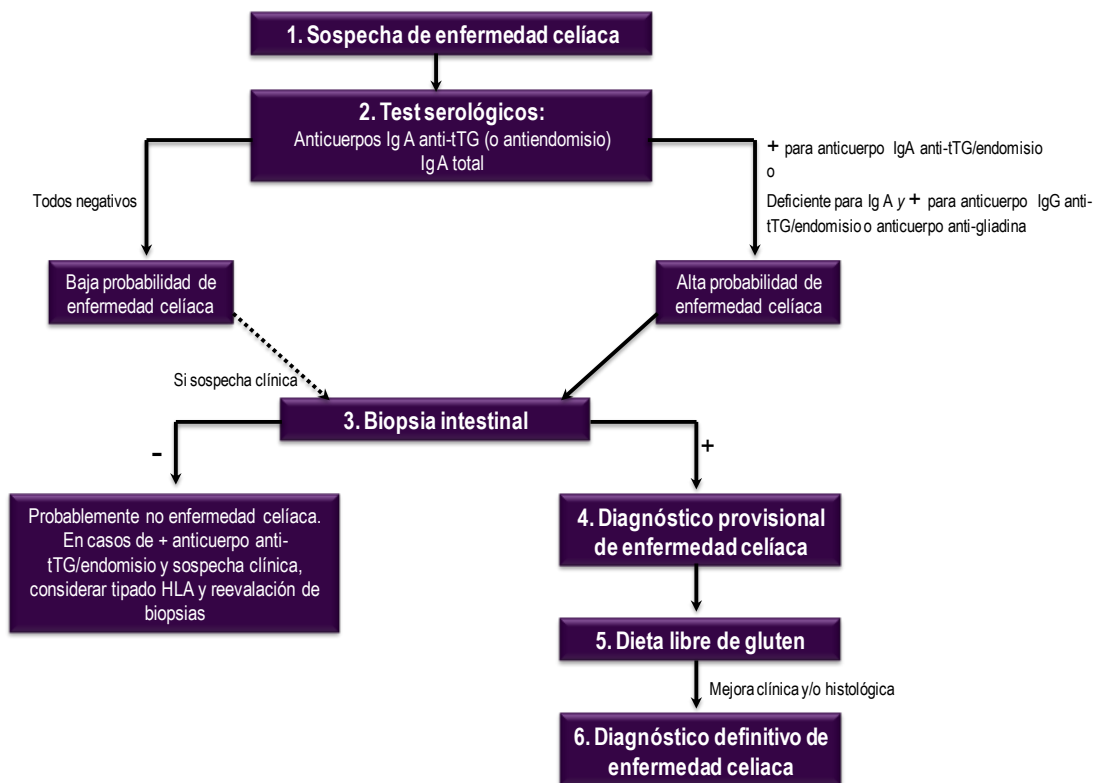 1. Sospecha de enfermedad celíaca
2. Test serológicos:
Anticuerpos Ig A anti-tTG (o antiendomisio)
Ig A total
Todos negativos
+ para anticuerpo IgA anti-tTG/endomisio
o
Deficiente para Ig A y + para anticuerpo IgG anti-
tTG/endomisio o anticuerpo anti-gliadina
Baja probabilidad de
enfermedad celíaca
Alta probabilidad de
enfermedad celíaca
Si sospecha clínica
3. Biopsia intestinal
-
+
Probablemente no enfermedad celíaca.
En casos de + anticuerpo anti-
tTG/endomisio y sospecha clínica,
considerar tipado HLA y reevalación de
biopsias
4. Diagnóstico provisional
de enfermedad celíaca
5. Dieta libre de gluten
Mejora clínica y/o histológica
6. Diagnóstico definitivo de
enfermedad celiaca